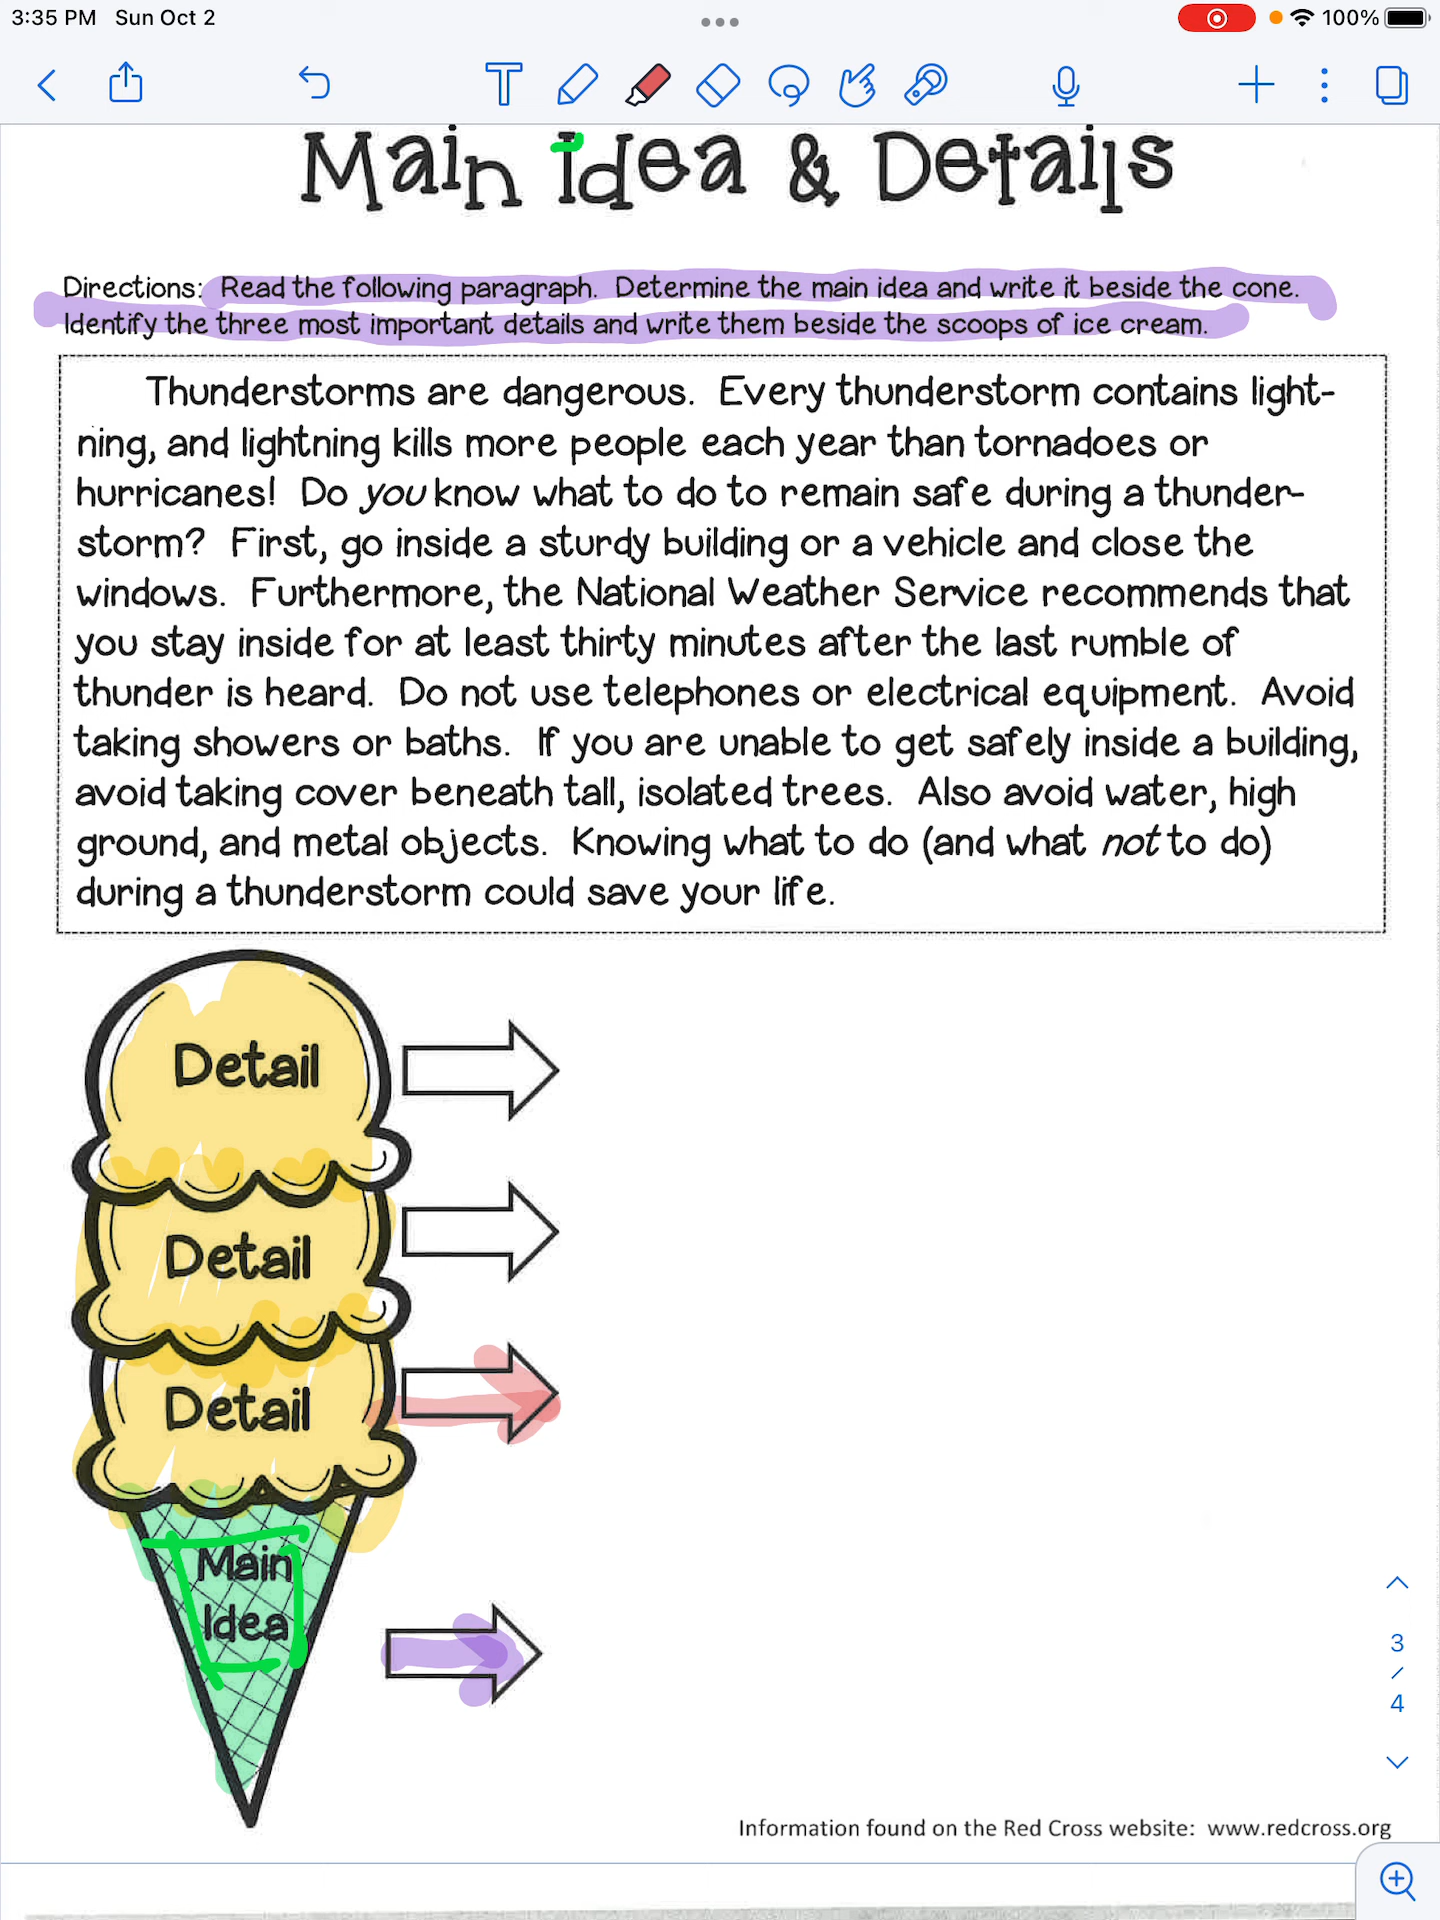 3:35 PM Sun Oct 2
100%
Main Idea & Details
Directions: Read the following paragraph. Determine the main idea and write it beside the cone.
Identify the three most important details and write them beside the scoops of ice cream.
Thunderstorms are dangerous. Every thunderstorm contains light-
ning, and lightning kills more people each year than tornadoes or
hurricanes! Do you know what to do to remain safe during a thunder-
storm? First, go inside a sturdy building or a vehicle and close the
windows. Furthermore, the National Weather Service recommends that
you stay inside for at least thirty minutes after the last rumble of
thunder is heard. Do not use telephones or electrical equipment. Avoid
taking showers or baths. If you are unable to get safely inside a building,
avoid taking cover beneath tall, isolated trees. Also avoid water, high
ground, and metal objects. Knowing what to do (and what not to do)
during a thunderstorm could save your life.
Detail
Detail
Detail
Main
Idea
3
/
4
Information found on the Red Cross website: www.redcross.org